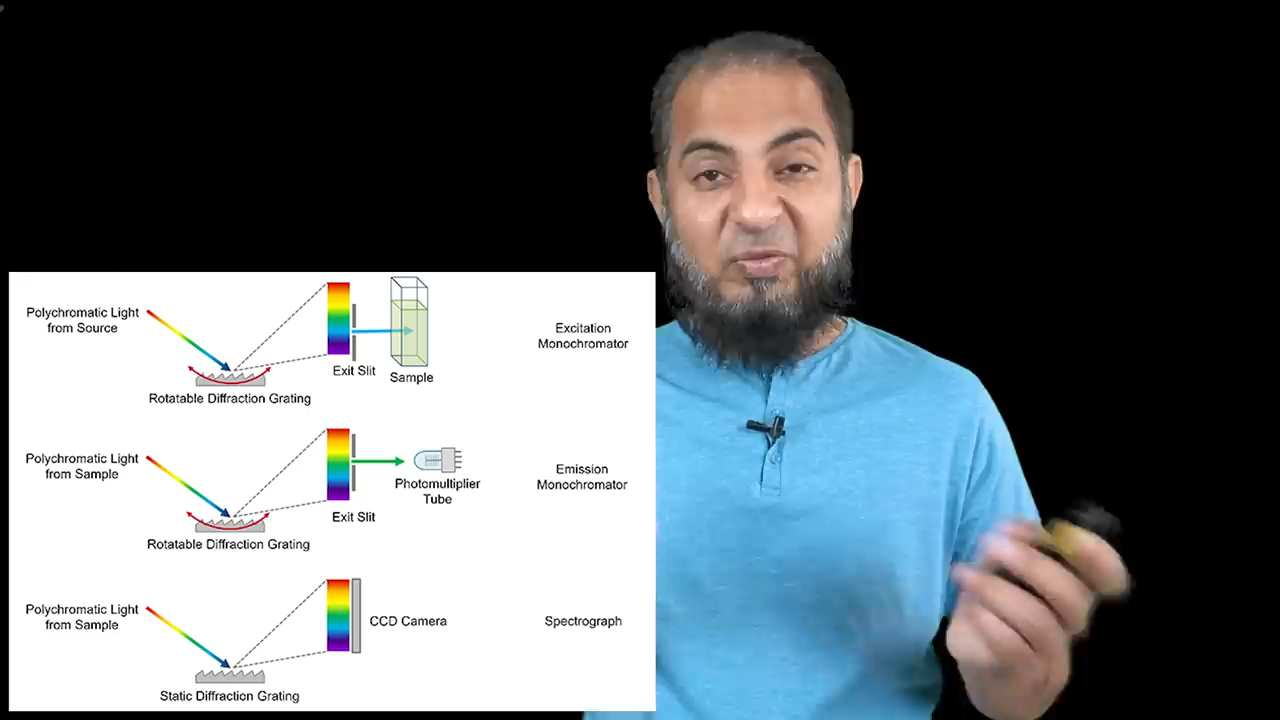 Polychromatic Light
from Source
Exit Slit
Sample
Rotatable Diffraction Grating
Excitation
Monochromator
Polychromatic Light
from Sample
Photomultiplier
Tube
Exit Slit
Rotatable Diffraction Grating
Emission
Monochromator
Polychromatic Light
from Sample
CCD Camera
Static Diffraction Grating
Spectrograph